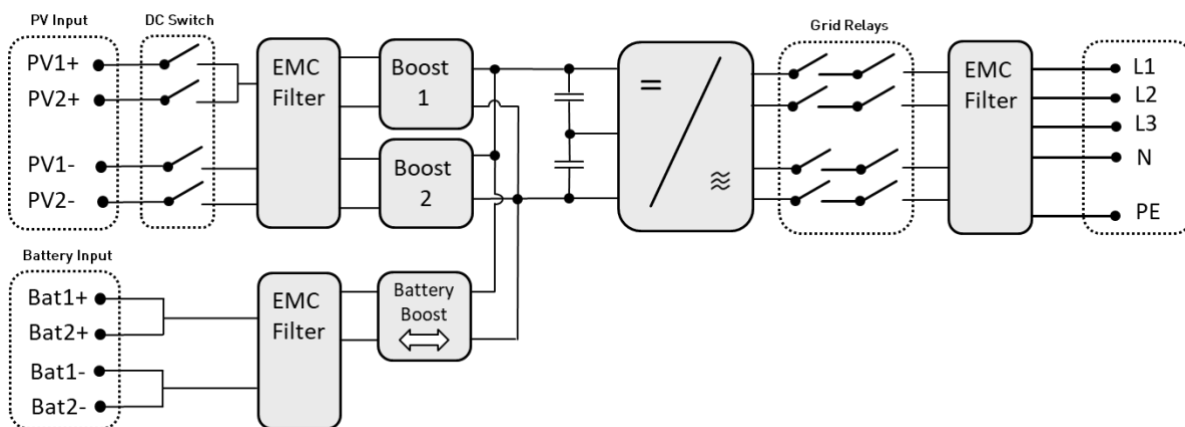 PV Input
DC Switch
Grid Relays
PV1+
PV2+
PV1-
PV2-
EMC
Filter
Boost
1
Boost
2
=
≋
EMC
Filter
L1
L2
L3
N
PE
Battery Input
Bat1+
Bat2+
Bat1-
Bat2-
EMC
Filter
Battery
Boost